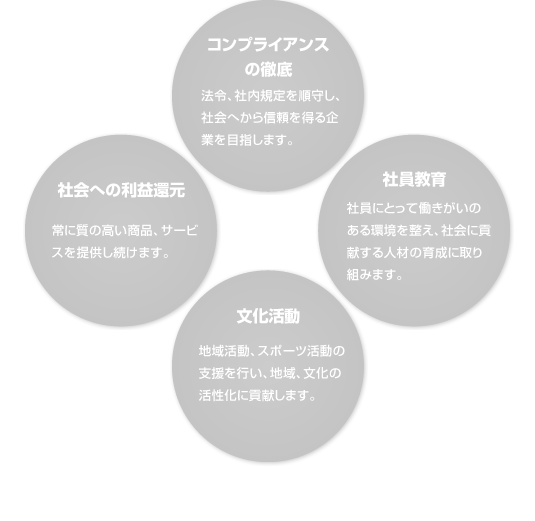 コンプライアンス
の徹底
法令、社内規定を順守し、
社会へから信頼を得る企
業を目指します。
社会への利益還元
常に質の高い商品、サービ
スを提供し続けます。
社員教育
社員にとって働きがいの
ある環境を整え、社会に貢
献する人材の育成に取り
組みます。
文化活動
地域活動、スポーツ活動の
支援を行い、地域、文化の
活性化に貢献します。